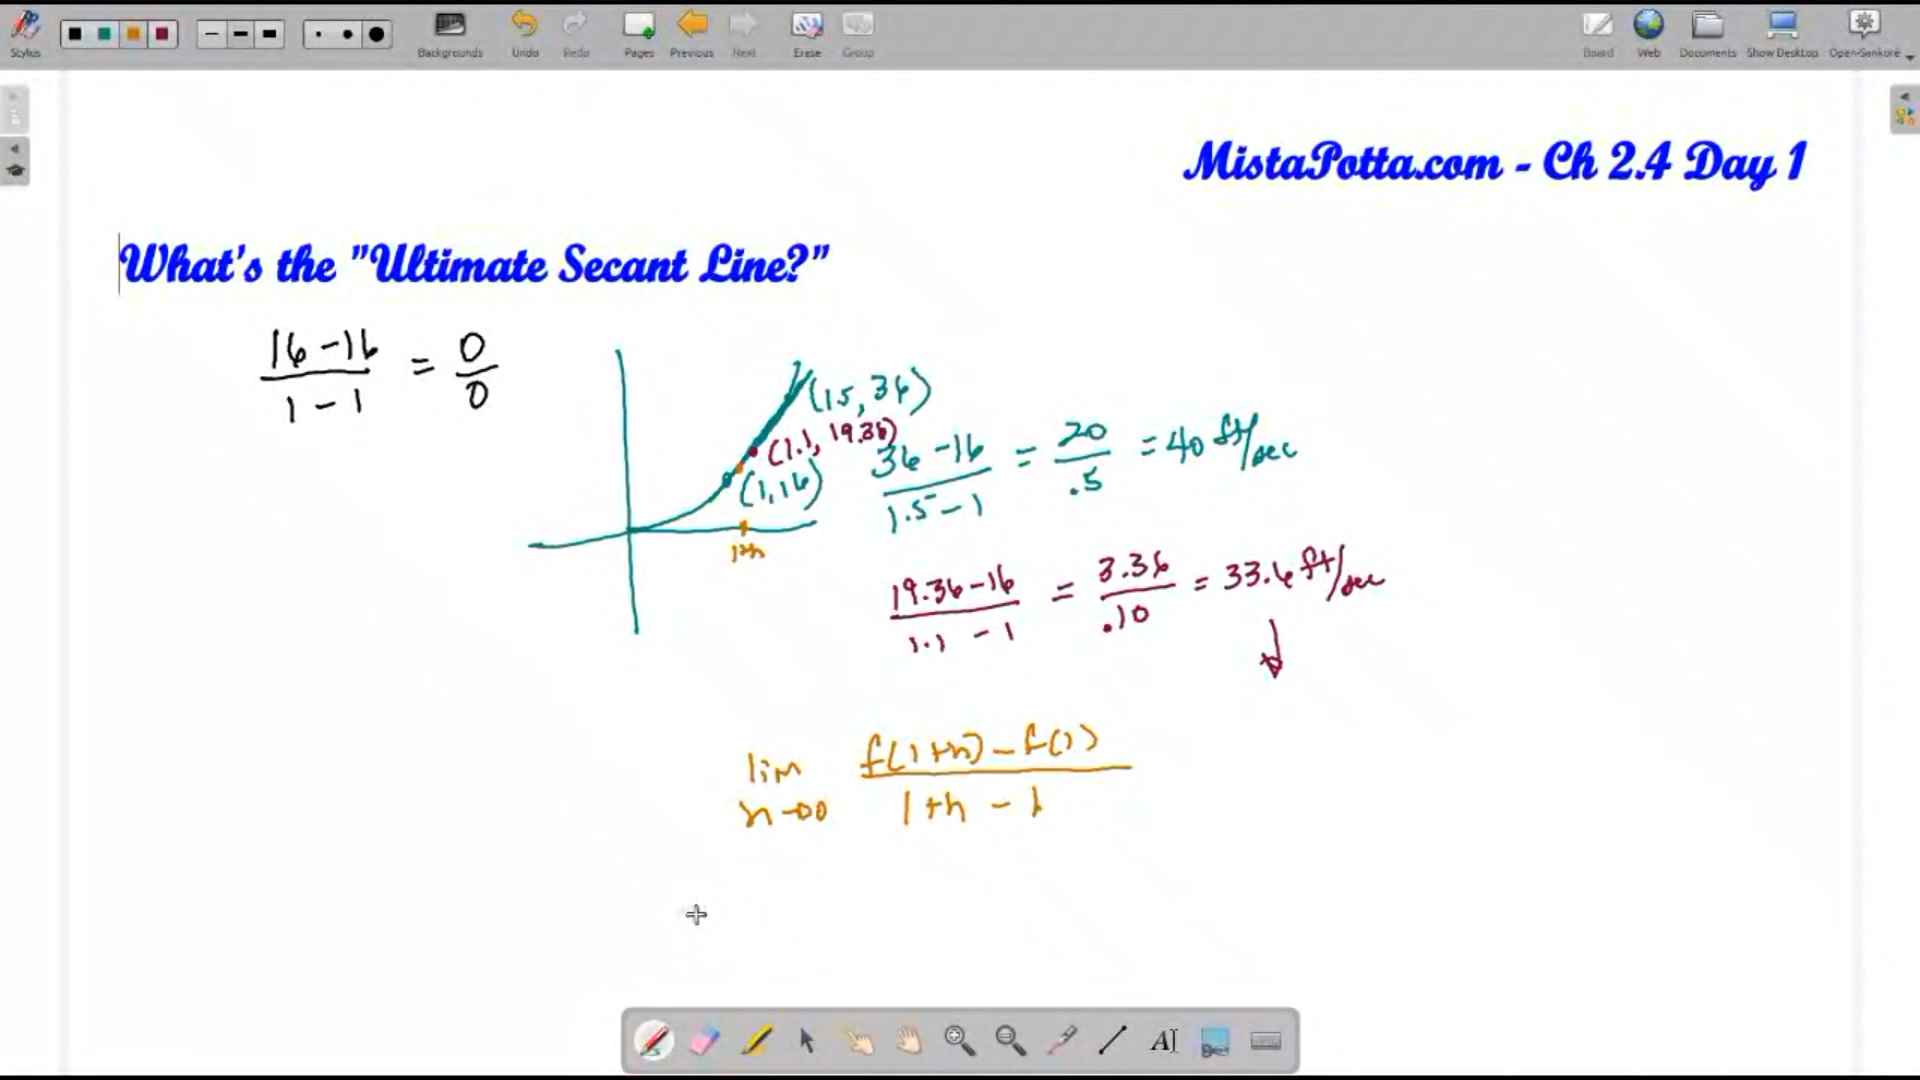 Stylus
Backgrounds
Undo
Redo
Pages
Previous
Next
Erase
Group
Board
Web
Documents
Show Desktop
Open-Sankoré
MistaPotta.com - Ch 2.4 Day 1
What's the "Ultimate Secant Line?"
16 - 16 / 1 - 1 = 0 / 0
(1.5, 36)
(1.1, 19.36)
(1, 16)
1+h
36 - 16 / 1.5 - 1 = 20 / .5 = 40 ft/sec
19.36 - 16 / 1.1 - 1 = 3.36 / .10 = 33.6 ft/sec
lim h→0 f(1+h) - f(1) / 1+h - 1
AI